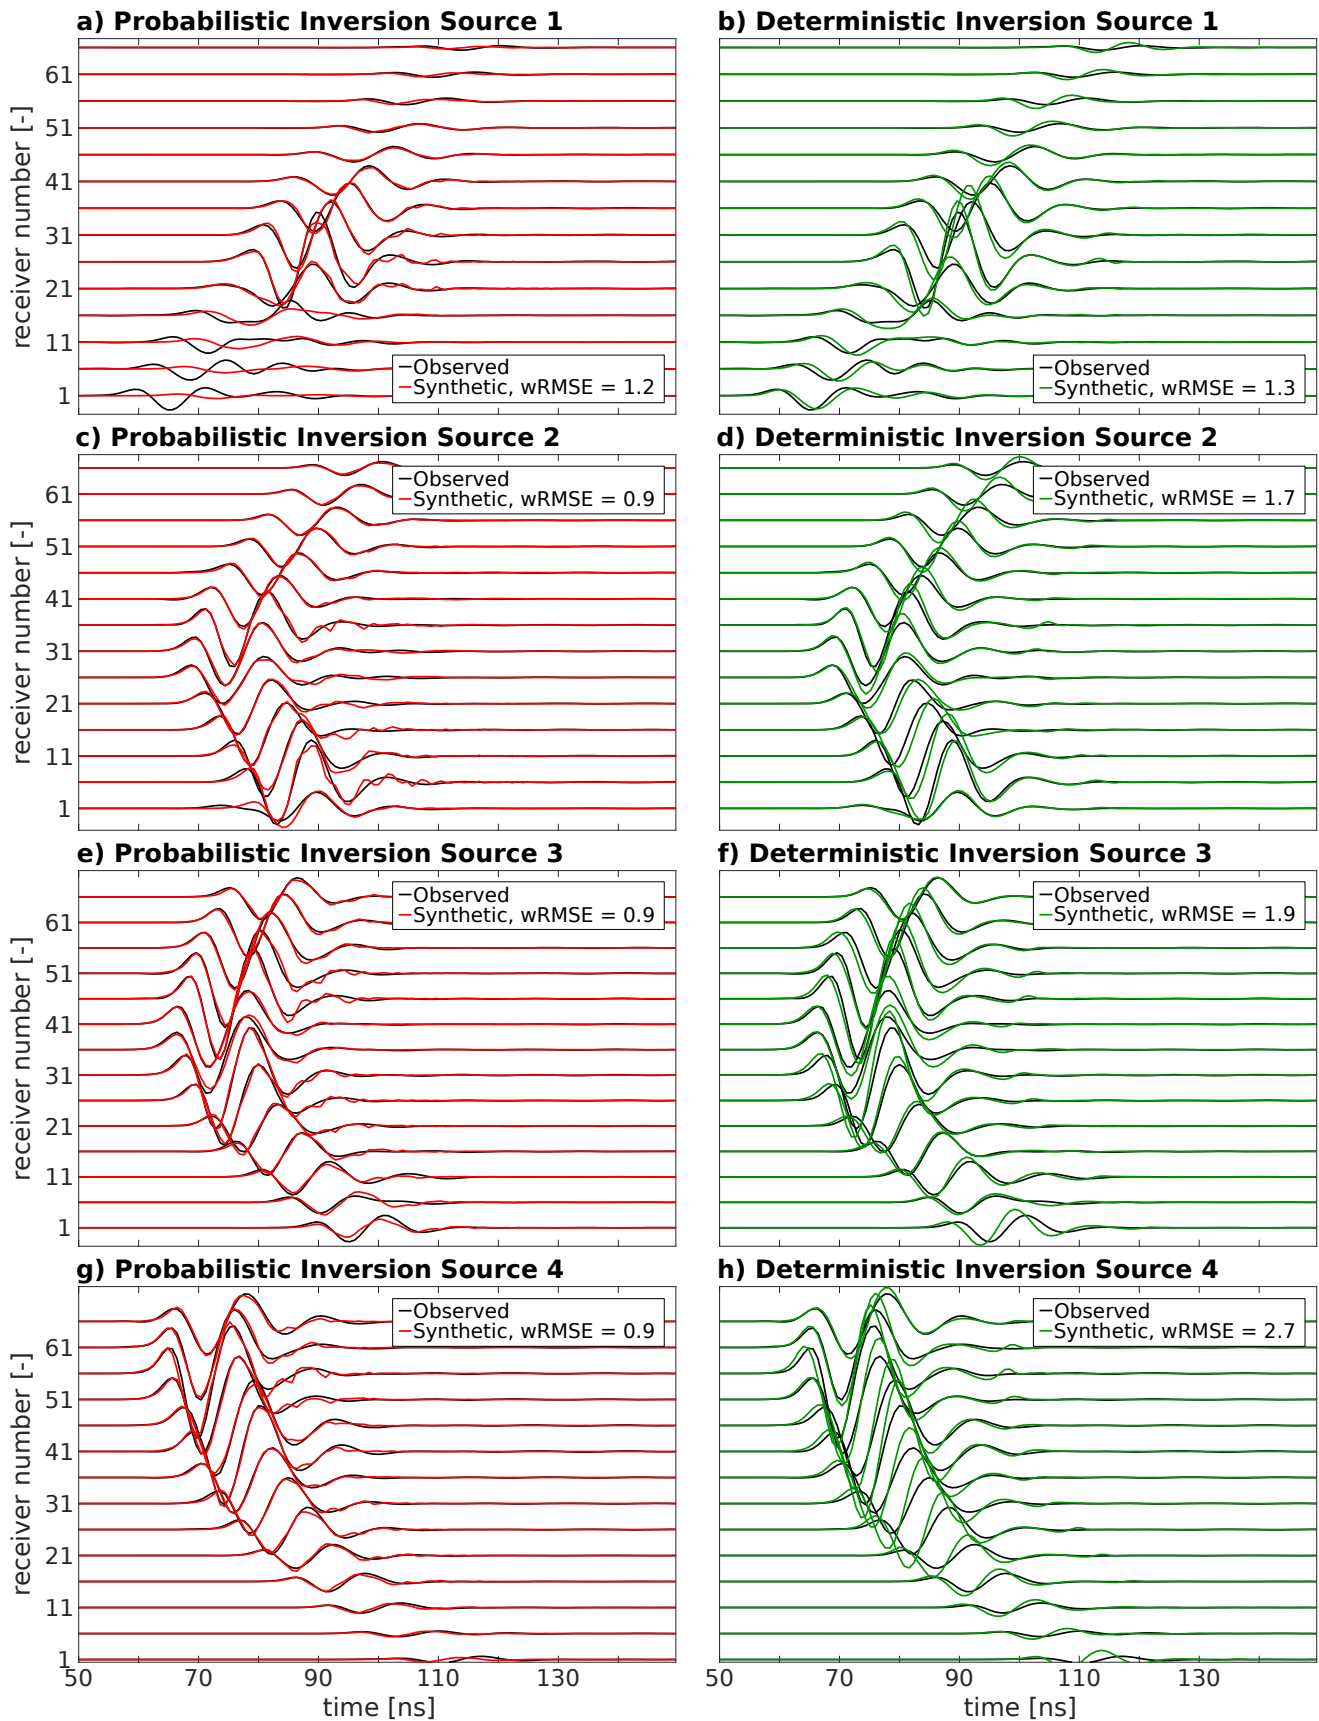 a) Probabilistic Inversion Source 1
b) Deterministic Inversion Source 1
receiver number [-]
61
51
41
31
21
11
1
Observed
Synthetic, wRMSE = 1.2
Observed
Synthetic, wRMSE = 1.3
c) Probabilistic Inversion Source 2
d) Deterministic Inversion Source 2
receiver number [-]
61
51
41
31
21
11
1
Observed
Synthetic, wRMSE = 0.9
Observed
Synthetic, wRMSE = 1.7
e) Probabilistic Inversion Source 3
f) Deterministic Inversion Source 3
receiver number [-]
61
51
41
31
21
11
1
Observed
Synthetic, wRMSE = 0.9
Observed
Synthetic, wRMSE = 1.9
g) Probabilistic Inversion Source 4
h) Deterministic Inversion Source 4
receiver number [-]
61
51
41
31
21
11
1
Observed
Synthetic, wRMSE = 0.9
Observed
Synthetic, wRMSE = 2.7
50 70 90 110 130
50 70 90 110 130
time [ns]
time [ns]